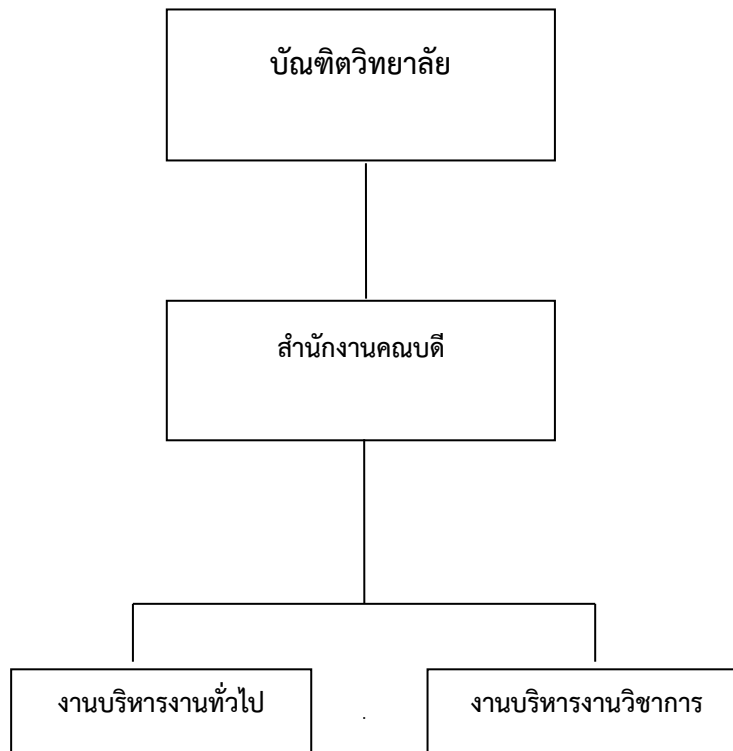 บัณฑิตวิทยาลัย
สำนักงานคณบดี
งานบริหารงานทั่วไป
งานบริหารงานวิชาการ